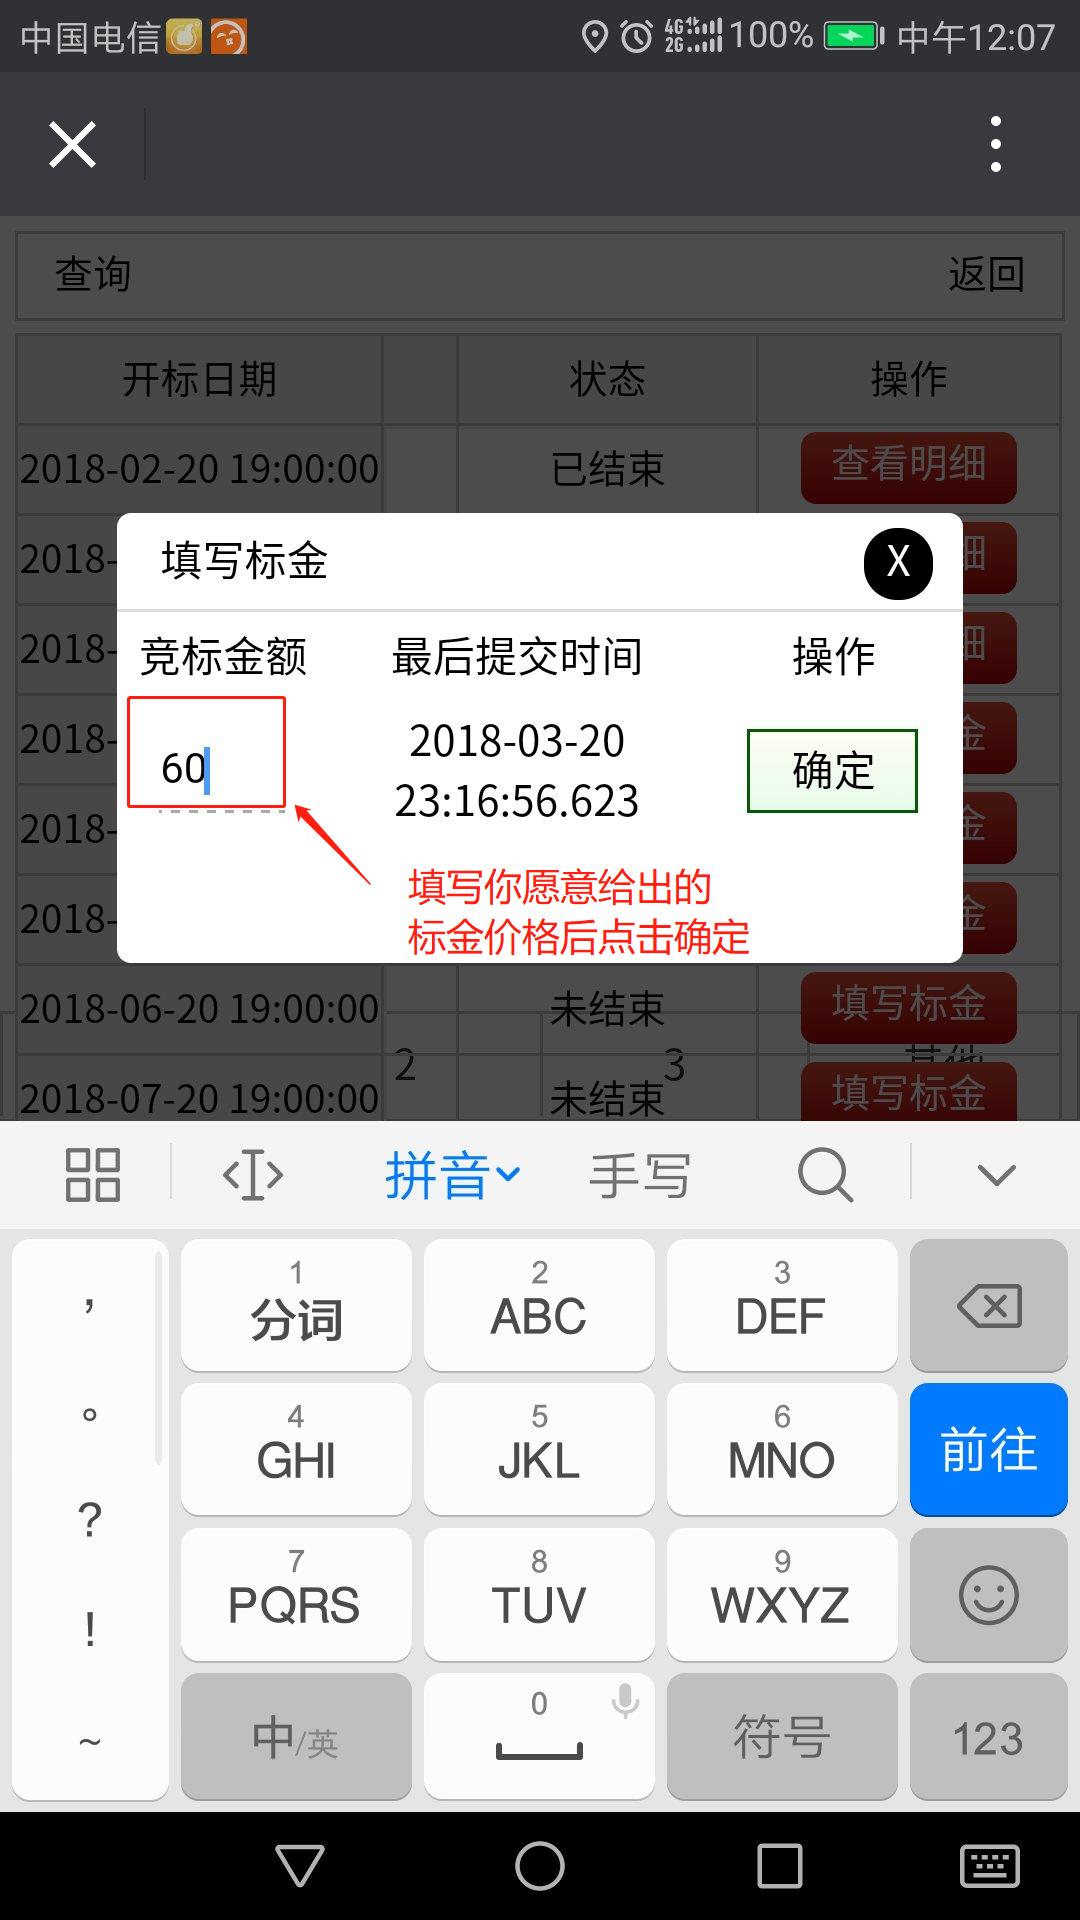 中国电信
4G
2G
100%
中午12:07
查询 返回
开标日期 状态 操作
2018-02-20 19:00:00 已结束 查看明细
2018- 细
2018- 细
2018- 金
2018- 金
2018- 金
填写标金 X
竞标金额 最后提交时间 操作
60 2018-03-20
23:16:56.623 确定
填写你愿意给出的
标金价格后点击确定
2018-06-20 19:00:00 未结束 填写标金
2 3 其他
2018-07-20 19:00:00 未结束 填写标金
拼音 手写
，
。
?
!
~
1
分词
2
ABC
3
DEF
4
GHI
5
JKL
6
MNO
前往
7
PQRS
8
TUV
9
WXYZ
中/英
0
符号
123